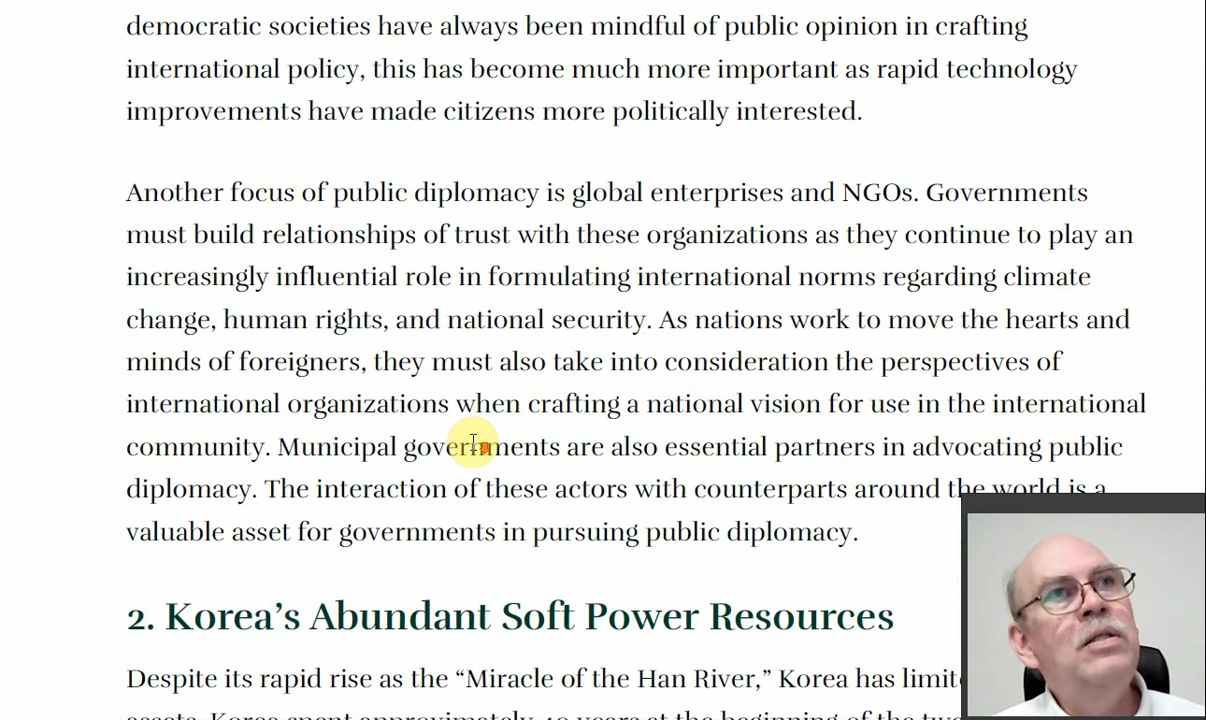 democratic societies have always been mindful of public opinion in crafting
international policy, this has become much more important as rapid technology
improvements have made citizens more politically interested.
Another focus of public diplomacy is global enterprises and NGOs. Governments
must build relationships of trust with these organizations as they continue to play an
increasingly influential role in formulating international norms regarding climate
change, human rights, and national security. As nations work to move the hearts and
minds of foreigners, they must also take into consideration the perspectives of
international organizations when crafting a national vision for use in the international
community. Municipal governments are also essential partners in advocating public
diplomacy. The interaction of these actors with counterparts around the world is a
valuable asset for governments in pursuing public diplomacy.
2. Korea's Abundant Soft Power Resources
Despite its rapid rise as the “Miracle of the Han River,” Korea has